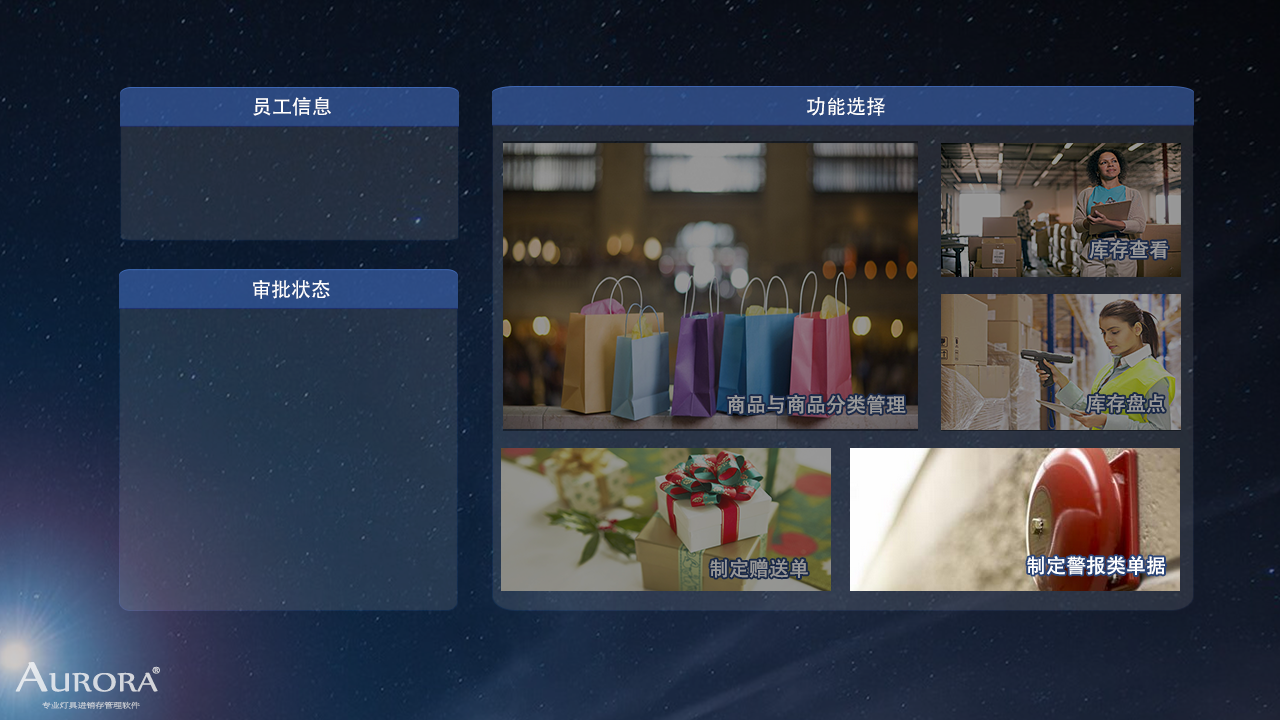 员工信息
功能选择
库存查看
审批状态
库存盘点
商品与商品分类管理
制定赠送单
制定警报类单据
AURORA®
专业灯具进销存管理软件